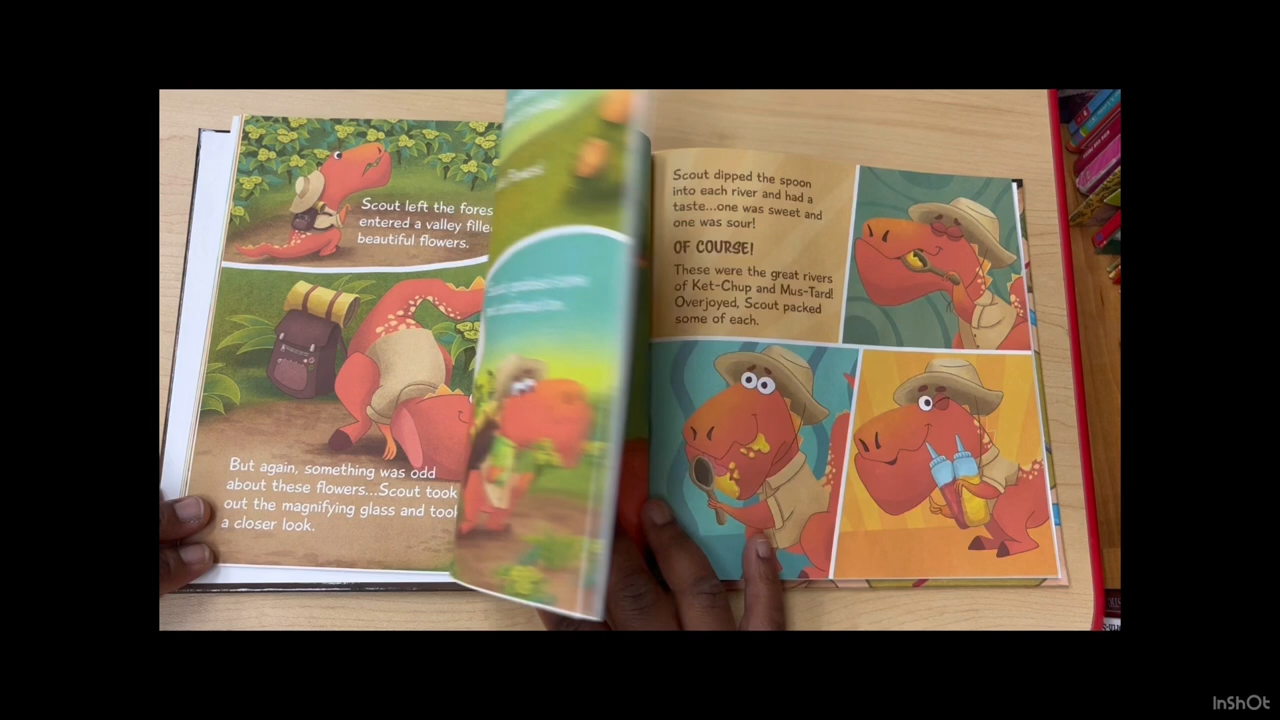 Scout left the fores
entered a valley fille
beautiful flowers.
But again, something was odd
about these flowers...Scout took
out the magnifying glass and took
a closer look.
Scout dipped the spoon
into each river and had a
taste...one was sweet and
one was sour!
OF COURSE!
These were the great rivers
of Ket-Chup and Mus-Tard!
Overjoyed, Scout packed
some of each.
InShOt